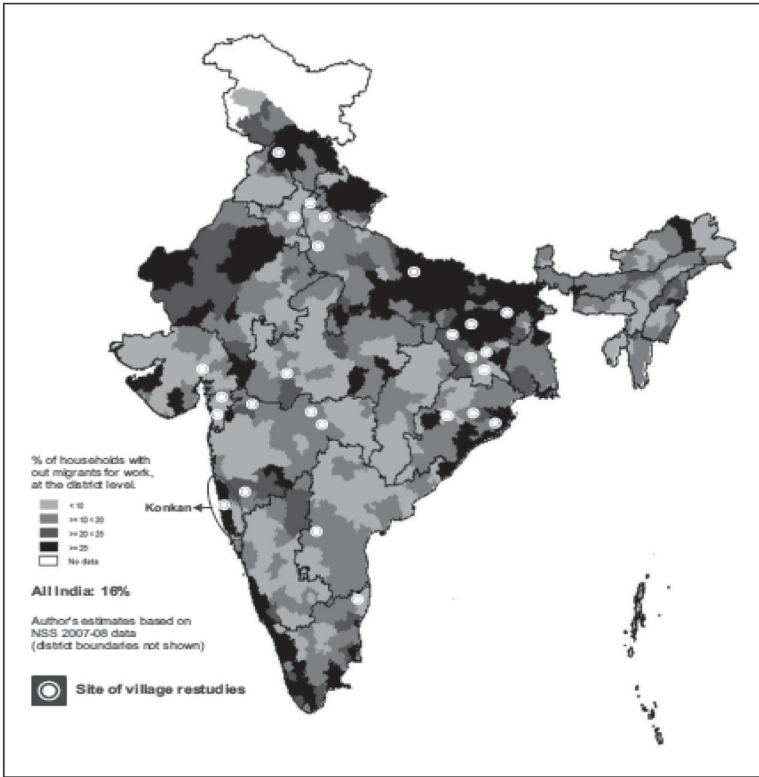 % of households with
out migrants for work,
at the district level.
< 10
>= 10 < 20
>= 20 < 25
>= 25
No data
Konkan
All India: 16%
Author's estimates based on
NSS 2007-08 data
(district boundaries not shown)
Site of village restudies